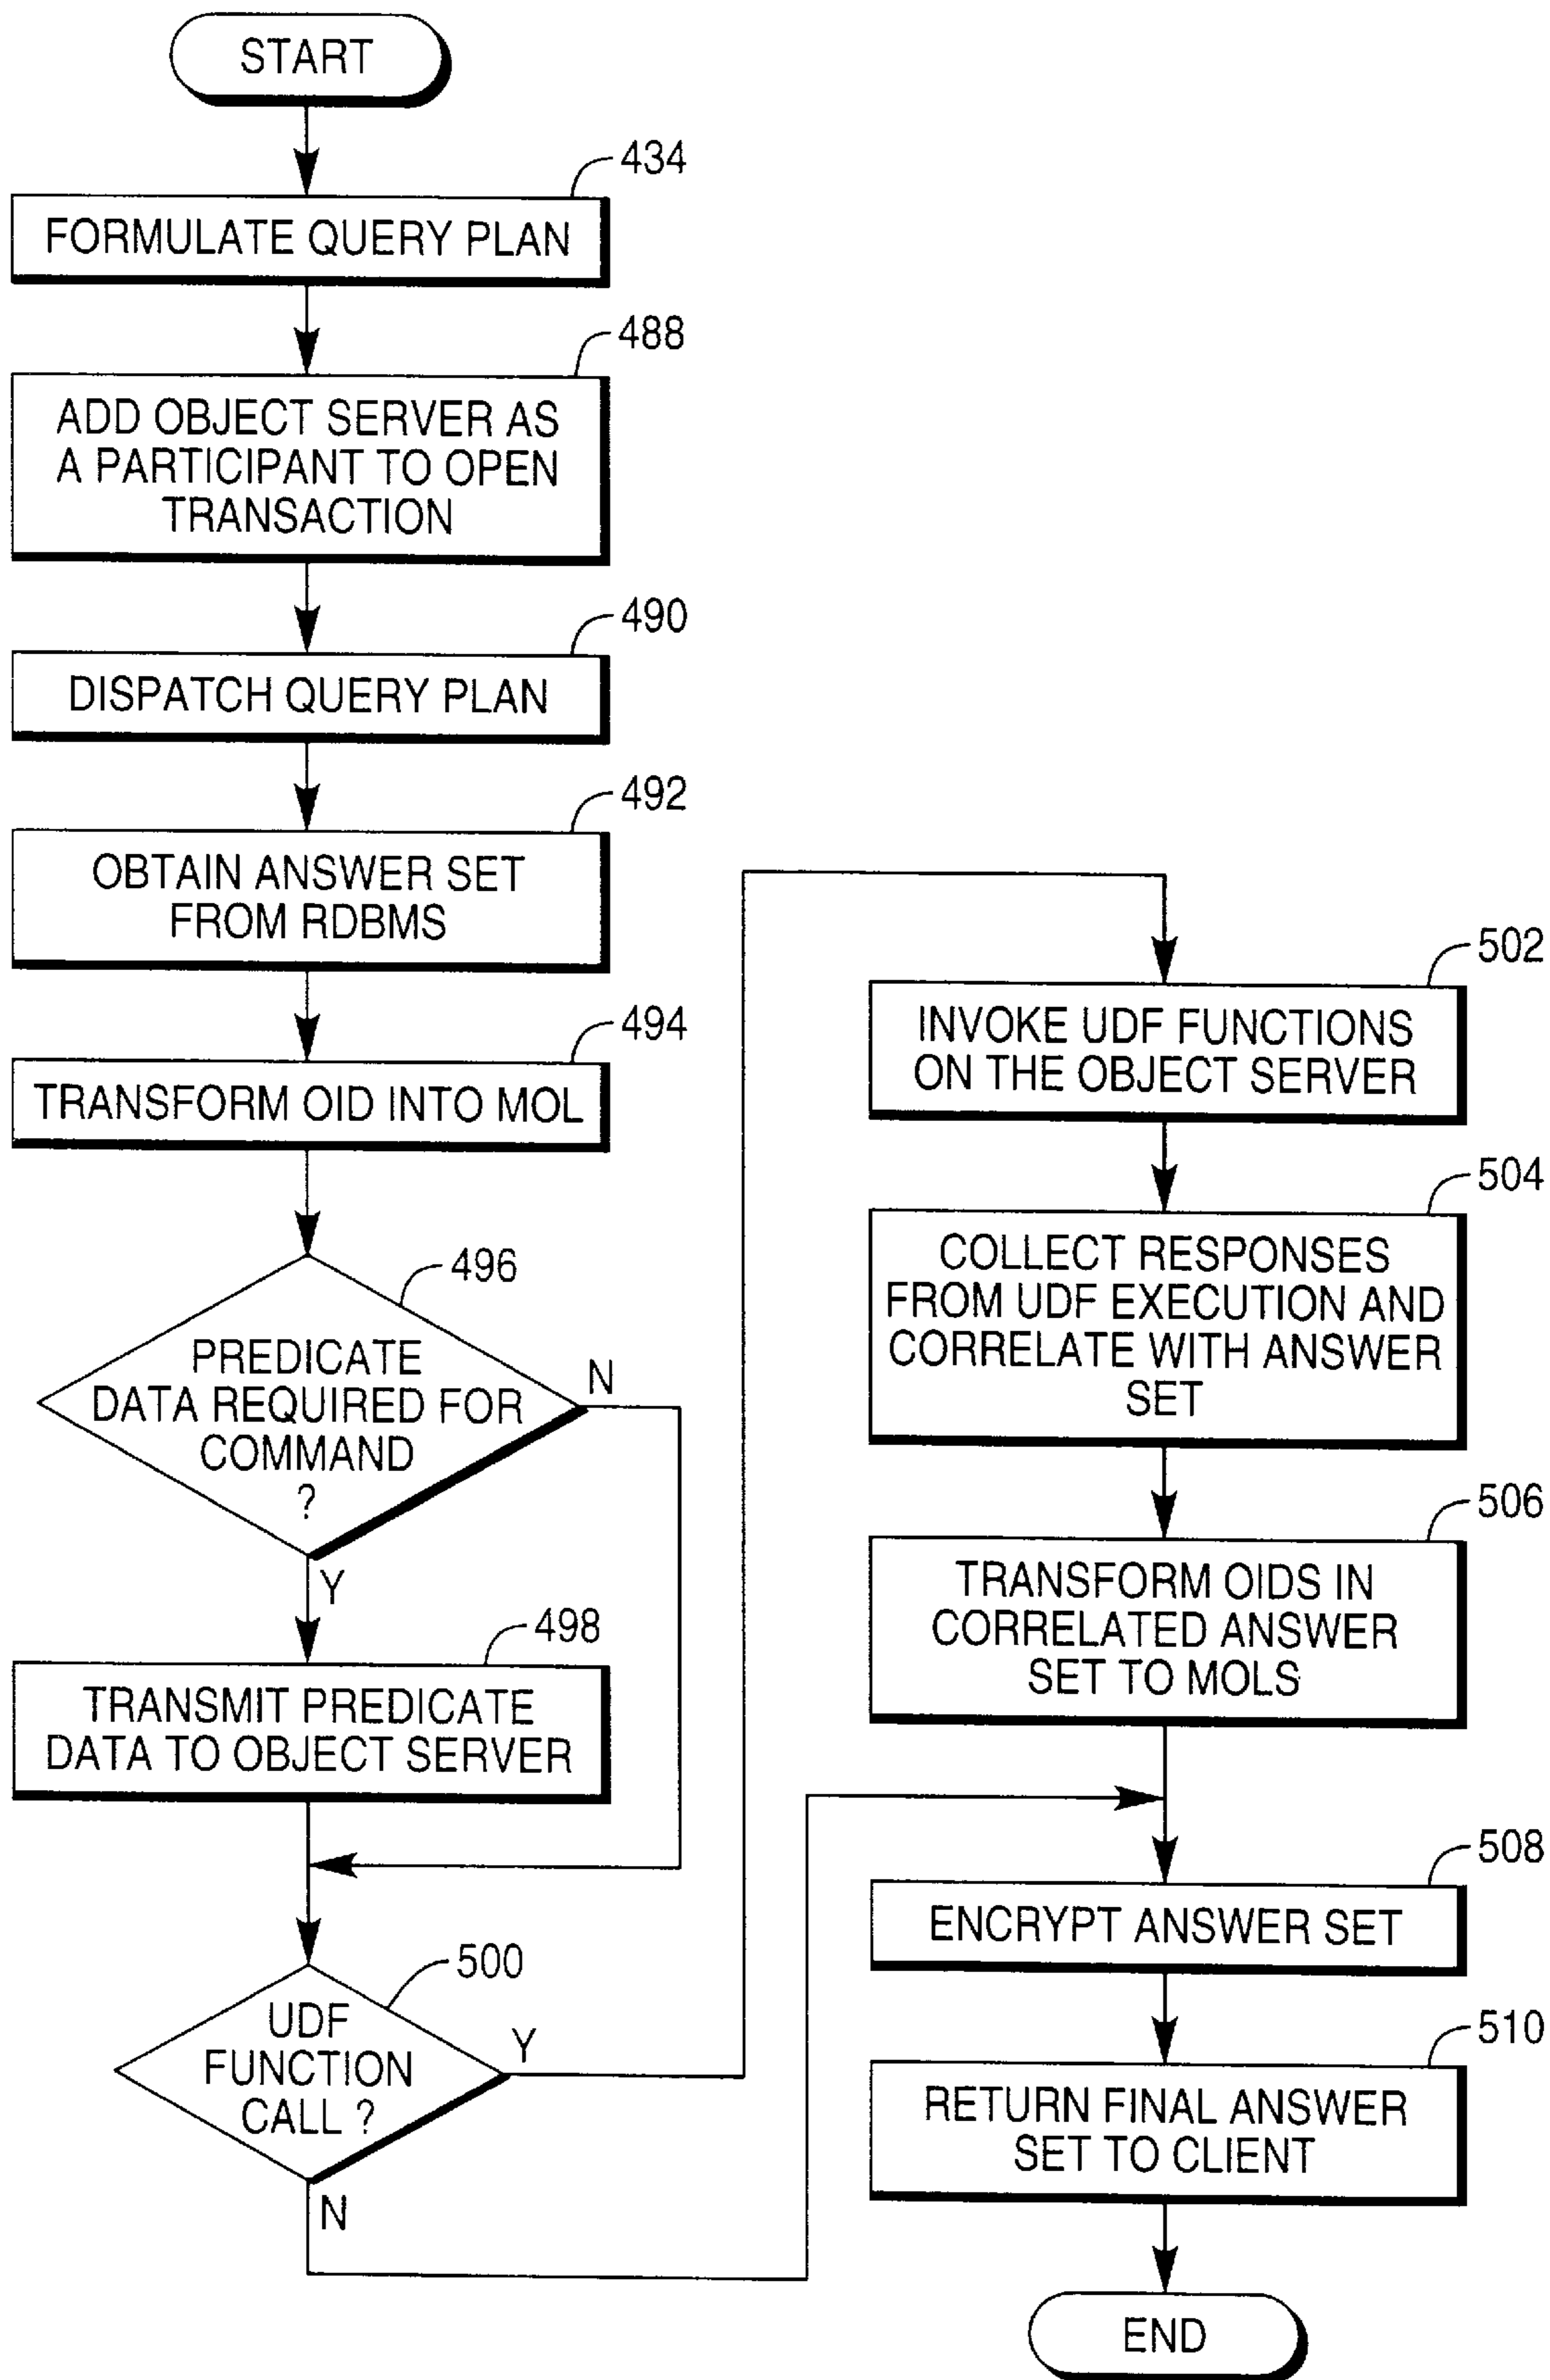 START
434
FORMULATE QUERY PLAN
488
ADD OBJECT SERVER AS
A PARTICIPANT TO OPEN
TRANSACTION
490
DISPATCH QUERY PLAN
492
OBTAIN ANSWER SET
FROM RDBMS
494
TRANSFORM OID INTO MOL
496
PREDICATE
DATA REQUIRED FOR
COMMAND
?
N
Y
498
TRANSMIT PREDICATE
DATA TO OBJECT SERVER
500
UDF
FUNCTION
CALL ?
Y
N
502
INVOKE UDF FUNCTIONS
ON THE OBJECT SERVER
504
COLLECT RESPONSES
FROM UDF EXECUTION AND
CORRELATE WITH ANSWER
SET
506
TRANSFORM OIDS IN
CORRELATED ANSWER
SET TO MOLS
508
ENCRYPT ANSWER SET
510
RETURN FINAL ANSWER
SET TO CLIENT
END